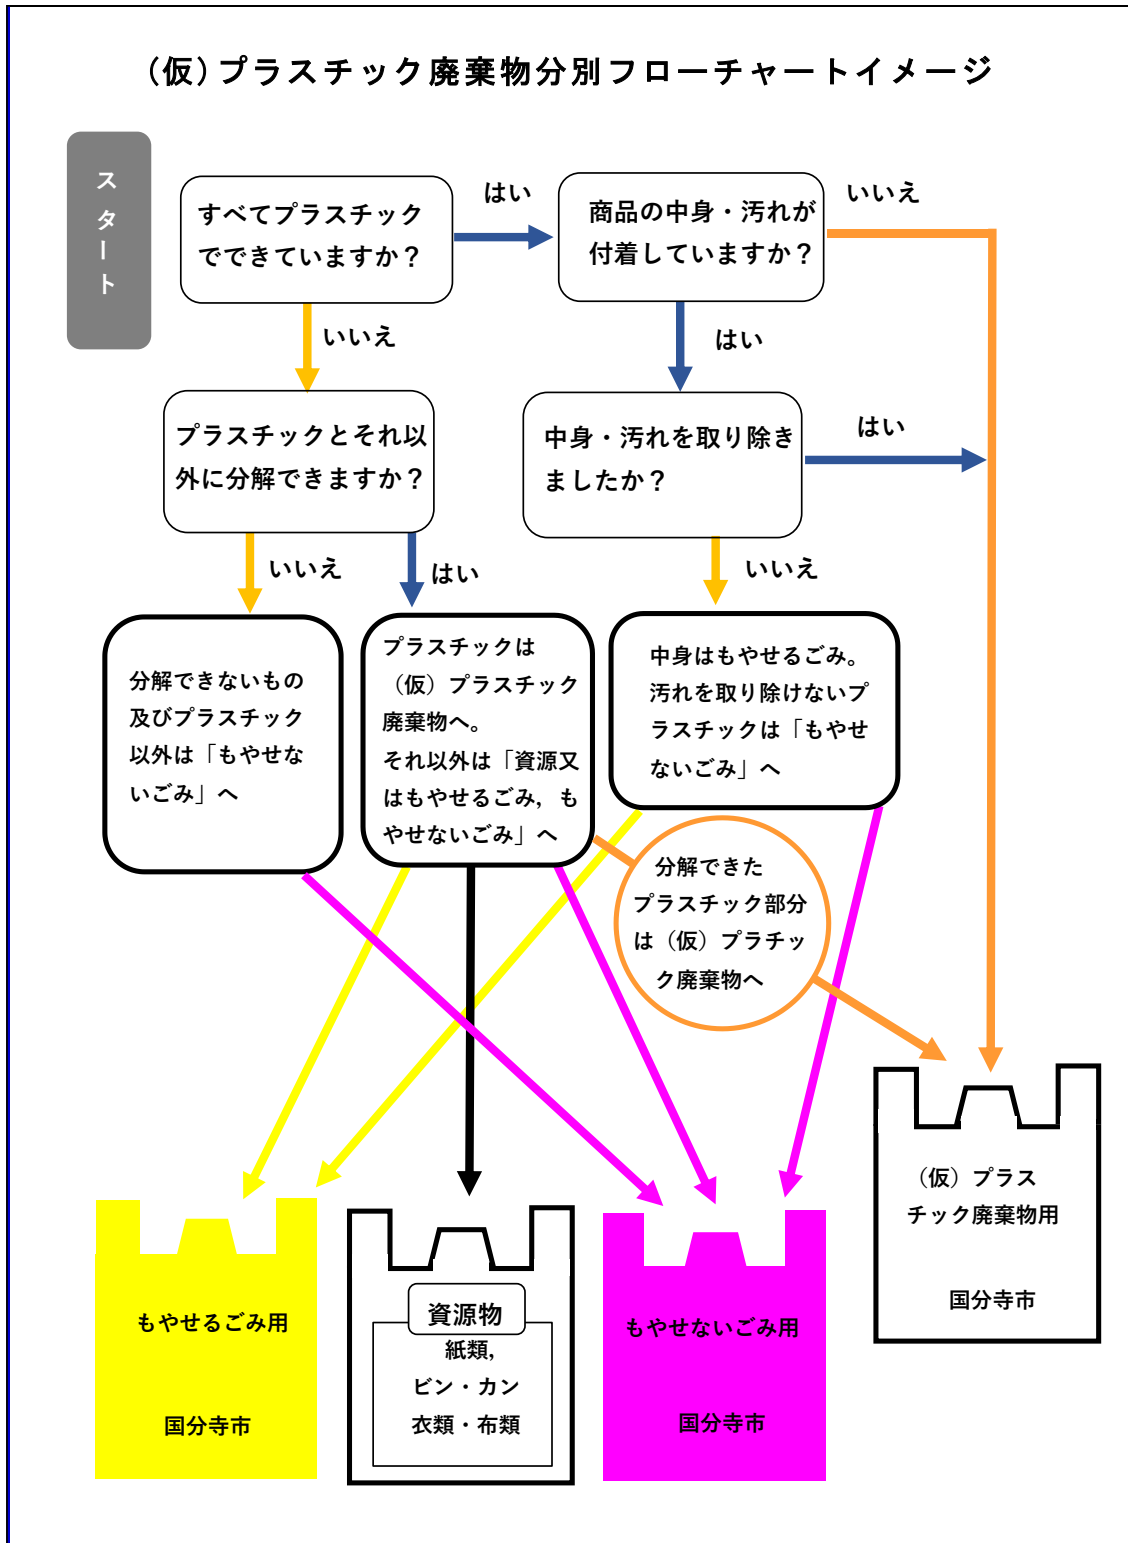 (仮)プラスチック廃棄物分別フローチャートイメージ
スタート
すべてプラスチック
でできていますか？
はい
商品の中身・汚れが
付着していますか？
いいえ
いいえ
はい
プラスチックとそれ以
外に分解できますか？
中身・汚れを取り除き
ましたか？
はい
いいえ
はい
いいえ
分解できないもの
及びプラスチック
以外は「もやせな
いごみ」へ
プラスチックは
（仮）プラスチック
廃棄物へ。
それ以外は「資源又
はもやせるごみ，も
やせないごみ」へ
中身はもやせるごみ。
汚れを取り除けないプ
ラスチックは「もやせ
ないごみ」へ
分解できた
プラスチック部分
は（仮）プラチッ
ク廃棄物へ
（仮）プラス
チック廃棄物用
国分寺市
もやせるごみ用
国分寺市
資源物
紙類，
ビン・カン
衣類・布類
もやせないごみ用
国分寺市